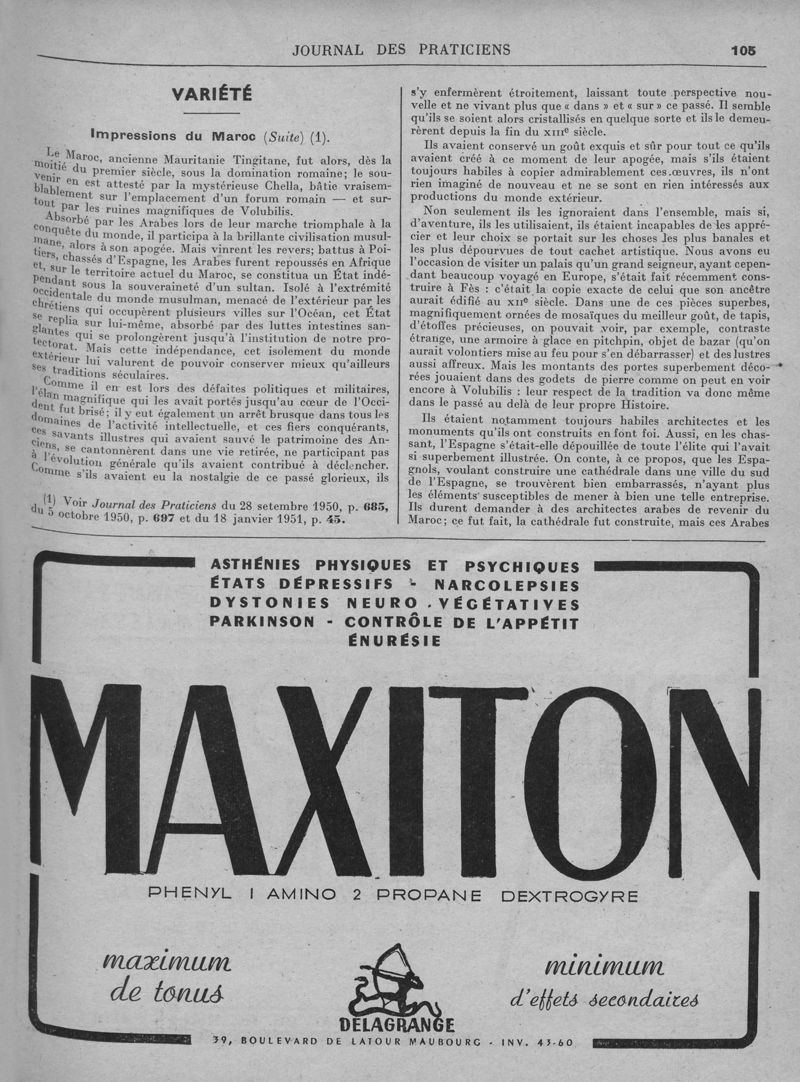 JOURNAL DES PRATICIENS 105
VARIÉTÉ
Impressions du Maroc (Suite) (1).
Le Maroc, ancienne Mauritanie Tingitane, fut alors, dès la
moitié du premier siècle, sous la domination romaine; le sou-
venir en est attesté par la mystérieuse Chella, bâtie vraisem-
blablement sur l'emplacement d'un forum romain — et sur-
tout par les ruines magnifiques de Volubilis.
Absorbé par les Arabes lors de leur marche triomphale à la
conquête du monde, il participa à la brillante civilisation musul-
mane, alors à son apogée. Mais vinrent les revers; battus à Poi-
tiers, chassés d'Espagne, les Arabes furent repoussés en Afrique
et, sur le territoire actuel du Maroc, se constitua un État indé-
pendant sous la souveraineté d'un sultan. Isolé à l'extrémité
occidentale du monde musulman, menacé de l'extérieur par les
chrétiens qui occupèrent plusieurs villes sur l'Océan, cet État
se replia sur lui-même, absorbé par des luttes intestines san-
glantes qui se prolongèrent jusqu'à l'institution de notre pro-
tectorat. Mais cette indépendance, cet isolement du monde
extérieur lui valurent de pouvoir conserver mieux qu'ailleurs
ses traditions séculaires.
Comme il en est lors des défaites politiques et militaires,
l'élan magnifique qui les avait portés jusqu'au cœur de l'Occi-
dent fut brisé; il y eut également un arrêt brusque dans tous les
domaines de l'activité intellectuelle, et ces fiers conquérants,
ces savants illustres qui avaient sauvé le patrimoine des An-
ciens, se cantonnèrent dans une vie retirée, ne participant pas
à l'évolution générale qu'ils avaient contribué à déclencher.
Comme s'ils avaient eu la nostalgie de ce passé glorieux, ils
(1) Voir Journal des Praticiens du 28 setembre 1950, p. 685,
du 5 octobre 1950, p. 697 et du 18 janvier 1951, p. 45.
s'y enfermèrent étroitement, laissant toute perspective nou-
velle et ne vivant plus que « dans » et « sur » ce passé. Il semble
qu'ils se soient alors cristallisés en quelque sorte et ils le demeu-
rèrent depuis la fin du XIIIe siècle.
Ils avaient conservé un goût exquis et sûr pour tout ce qu'ils
avaient créé à ce moment de leur apogée, mais s'ils étaient
toujours habiles à copier admirablement ces œuvres, ils n'ont
rien imaginé de nouveau et ne se sont en rien intéressés aux
productions du monde extérieur.
Non seulement ils les ignoraient dans l'ensemble, mais si,
d'aventure, ils les utilisaient, ils étaient incapables de les appré-
cier et leur choix se portait sur les choses les plus banales et
les plus dépourvues de tout cachet artistique. Nous avons eu
l'occasion de visiter un palais qu'un grand seigneur, ayant cepen-
dant beaucoup voyagé en Europe, s'était fait récemment cons-
truire à Fès : c'était la copie exacte de celui que son ancêtre
aurait édifié au XIIe siècle. Dans une de ces pièces superbes,
magnifiquement ornées de mosaïques du meilleur goût, de tapis,
d'étoffes précieuses, on pouvait voir, par exemple, contraste
étrange, une armoire à glace en pitchpin, objet de bazar (qu'on
aurait volontiers mise au feu pour s'en débarrasser) et des lustres
aussi affreux. Mais les montants des portes superbement déco-
rées jouaient dans des godets de pierre comme on peut en voir
encore à Volubilis : leur respect de la tradition va donc même
dans le passé au delà de leur propre Histoire.
Ils étaient notamment toujours habiles architectes et les
monuments qu'ils ont construits en font foi. Aussi, en les chas-
sant, l'Espagne s'était-elle dépouillée de toute l'élite qui l'avait
si superbement illustrée. On conte, à ce propos, que les Espa-
gnols, voulant construire une cathédrale dans une ville du sud
de l'Espagne, se trouvèrent bien embarrassés, n'ayant plus
les éléments susceptibles de mener à bien une telle entreprise.
Ils durent demander à des architectes arabes de revenir du
Maroc; ce fut fait, la cathédrale fut construite, mais ces Arabes
ASTHÉNIES PHYSIQUES ET PSYCHIQUES
ÉTATS DÉPRESSIFS - NARCOLEPSIES
DYSTONIES NEURO-VÉGÉTATIVES
PARKINSON - CONTRÔLE DE L'APPÉTIT
ÉNURÉSIE
MAXITON
PHENYL 1 AMINO 2 PROPANE DEXTROGYRE
maximum
de tonus
minimum
d'effets secondaires
DELAGRANGE
39, BOULEVARD DE LATOUR MAUBOURG - INV. 43-60